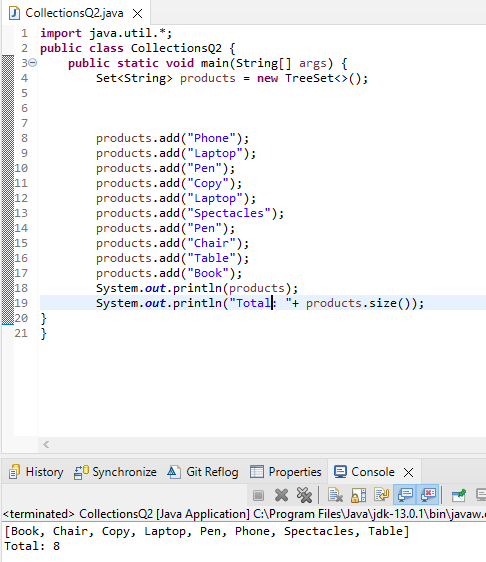 CollectionsQ2.java
1 import java.util.*;
2 public class CollectionsQ2 {
3 public static void main(String[] args) {
4 Set<String> products = new TreeSet<>();
5
6
7
8 products.add("Phone");
9 products.add("Laptop");
10 products.add("Pen");
11 products.add("Copy");
12 products.add("Laptop");
13 products.add("Spectacles");
14 products.add("Pen");
15 products.add("Chair");
16 products.add("Table");
17 products.add("Book");
18 System.out.println(products);
19 System.out.println("Total: "+ products.size());
20 }
21 }
History Synchronize Git Reflog Properties Console
<terminated> CollectionsQ2 [Java Application] C:\Program Files\Java\jdk-13.0.1\bin\javaw.
[Book, Chair, Copy, Laptop, Pen, Phone, Spectacles, Table]
Total: 8